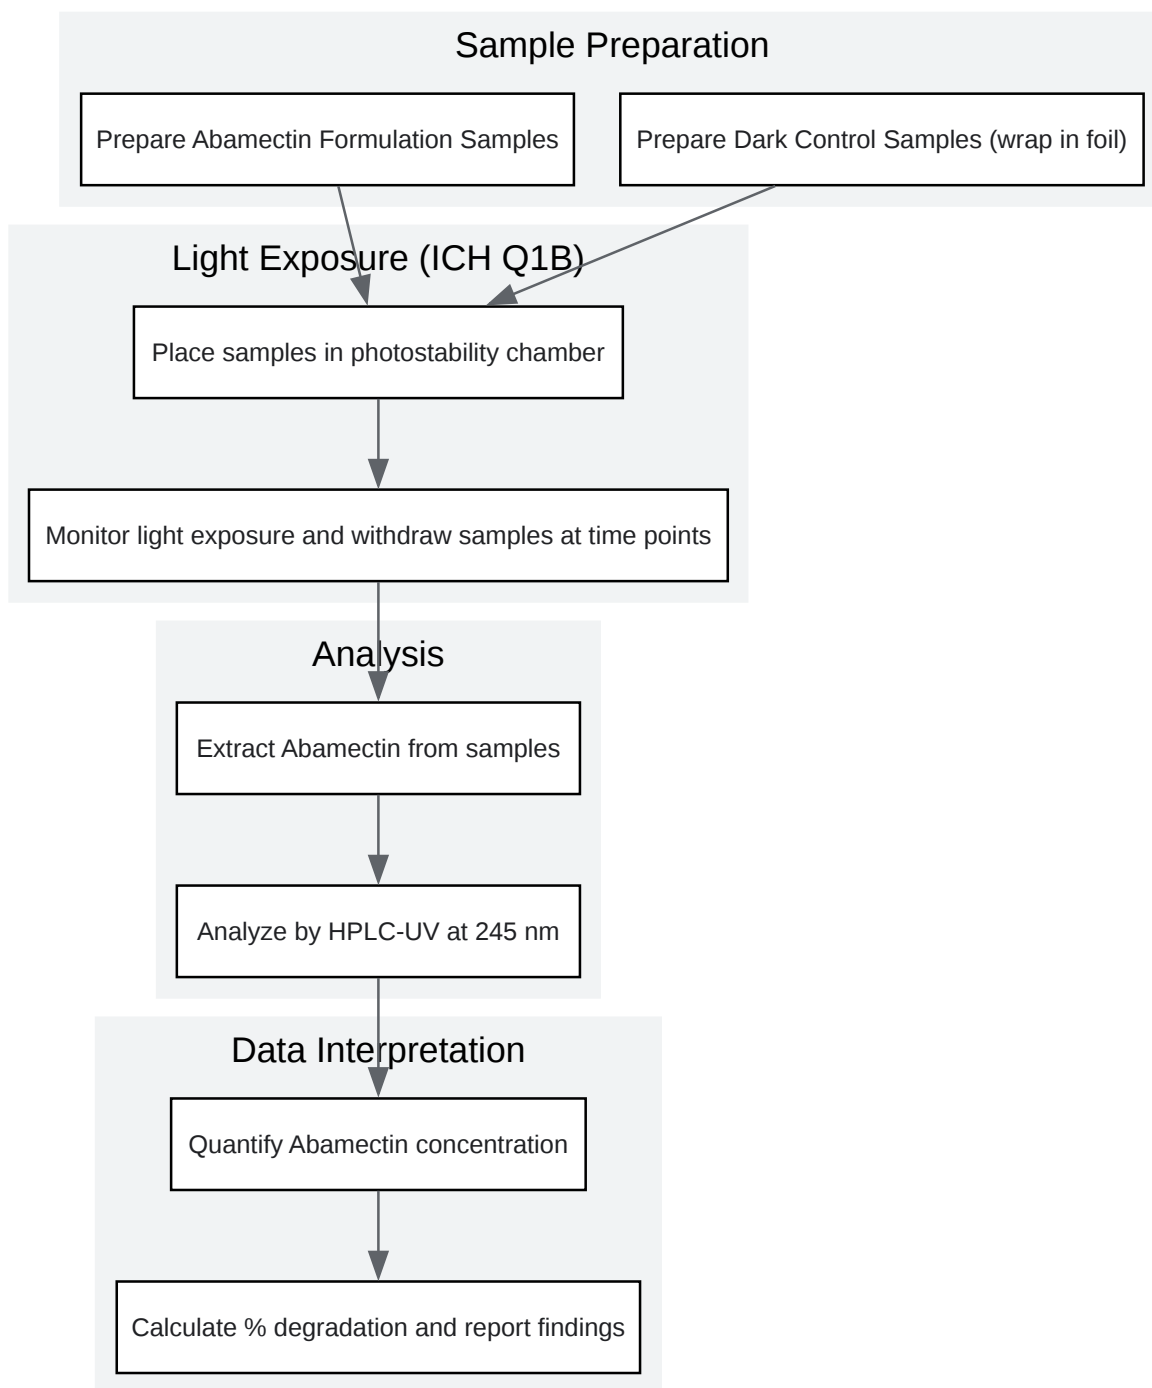 Sample Preparation
Prepare Abamectin Formulation Samples
Prepare Dark Control Samples (wrap in foil)
Light Exposure (ICH Q1B)
Place samples in photostability chamber
Monitor light exposure and withdraw samples at time points
Analysis
Extract Abamectin from samples
Analyze by HPLC-UV at 245 nm
Data Interpretation
Quantify Abamectin concentration
Calculate % degradation and report findings